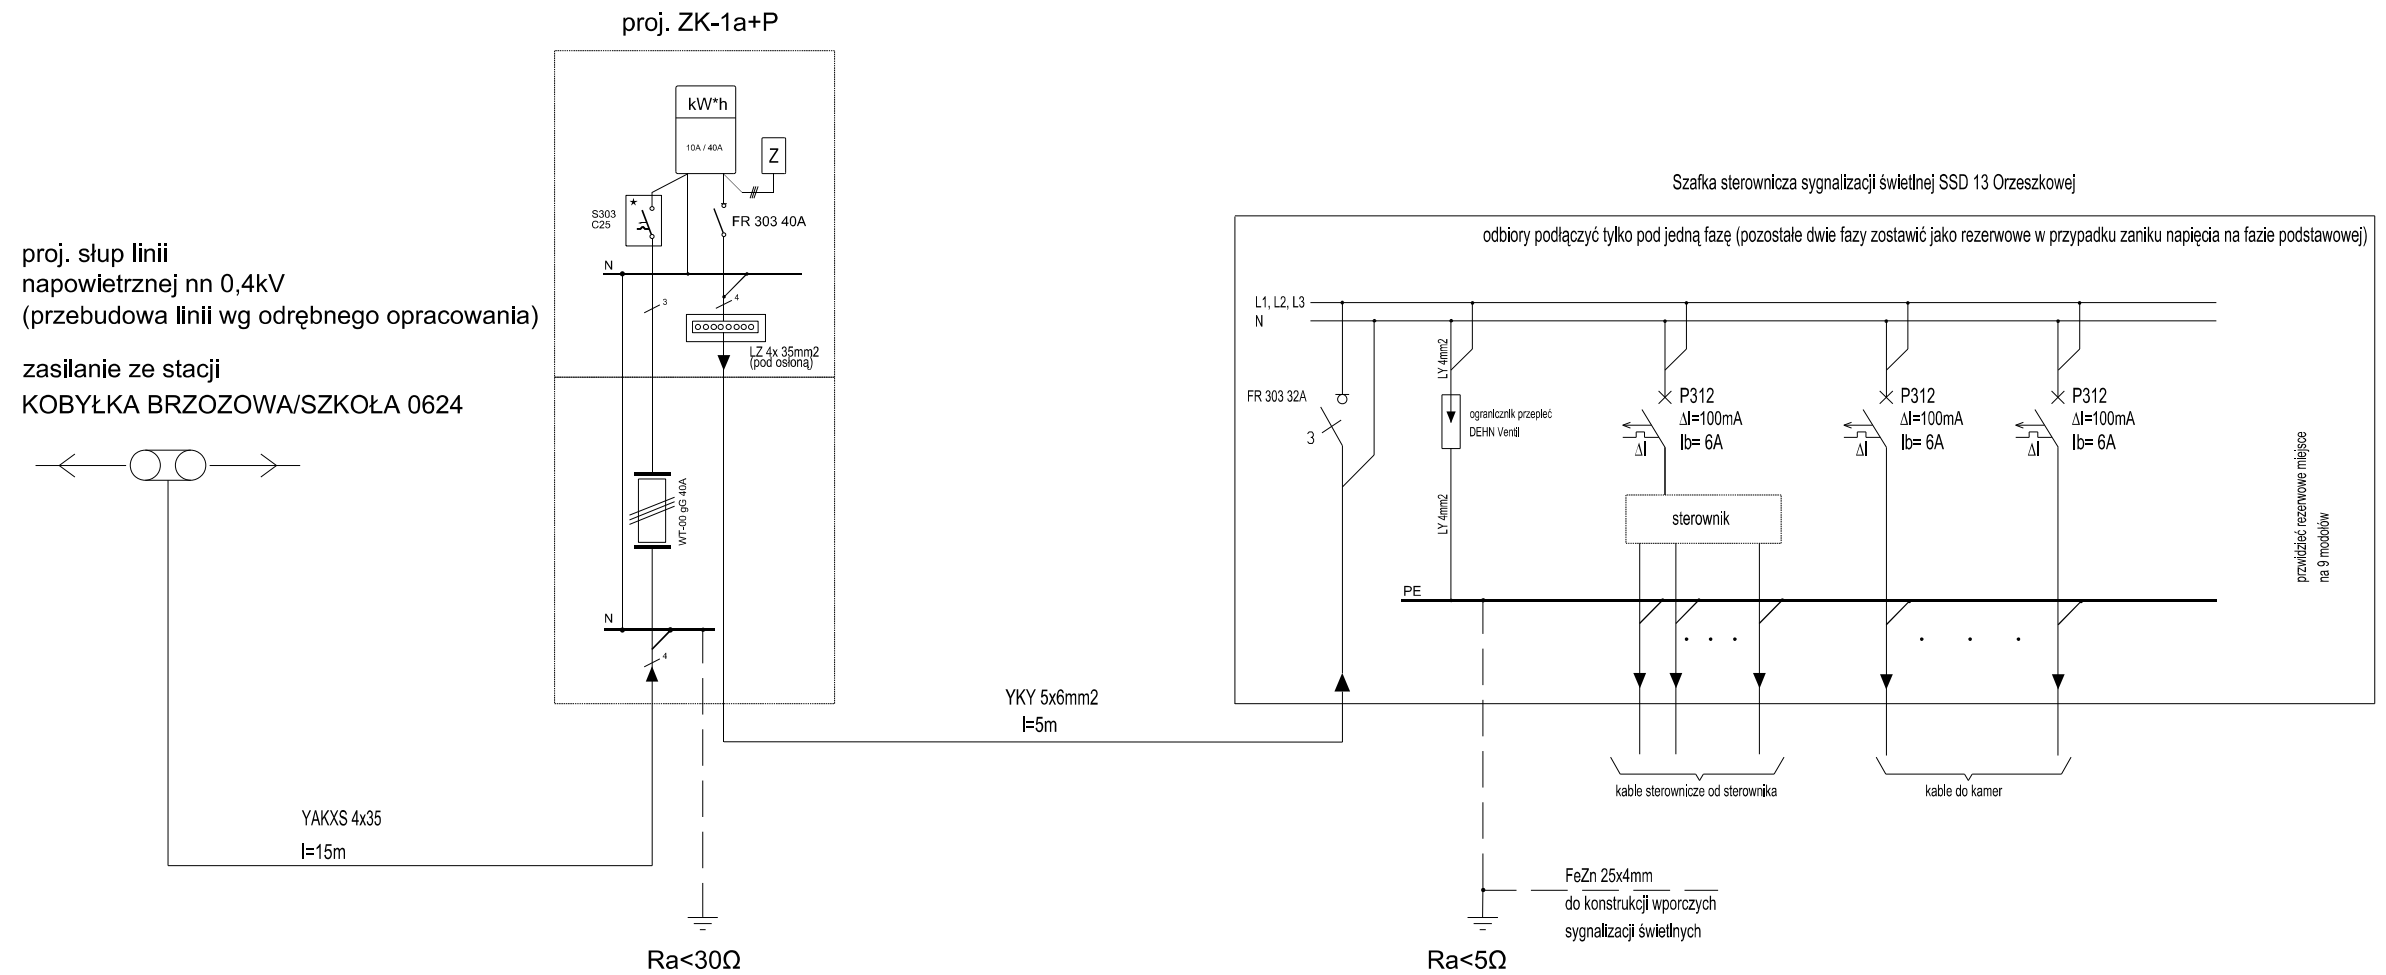 proj. ZK-1a+P
kW*h
10A / 40A
Z
S303
C25
★
FR 303 40A
N
3
4
LZ 4x 35mm2
(pod osłoną)
WT-00 gG 40A
N
4
proj. słup linii
napowietrznej nn 0,4kV
(przebudowa linii wg odrębnego opracowania)
zasilanie ze stacji
KOBYŁKA BRZOZOWA/SZKOŁA 0624
YAKXS 4x35
l=15m
Ra<30Ω
YKY 5x6mm2
l=5m
Szafka sterownicza sygnalizacji świetlnej SSD 13 Orzeszkowej
odbiory podłączyć tylko pod jedną fazę (pozostałe dwie fazy zostawić jako rezerwowe w przypadku zaniku napięcia na fazie podstawowej)
L1, L2, L3
N
FR 303 32A
3
LY 4mm2
ogranicznik przepieć
DEHN Ventil
LY 4mm2
P312
ΔI=100mA
Ib= 6A
ΔI
P312
ΔI=100mA
Ib= 6A
ΔI
P312
ΔI=100mA
Ib= 6A
ΔI
sterownik
przwidzieć rezerwowe miejsce
na 9 modołów
PE
kable sterownicze od sterownika
kable do kamer
FeZn 25x4mm
do konstrukcji wporczych
sygnalizacji świetlnych
Ra<5Ω